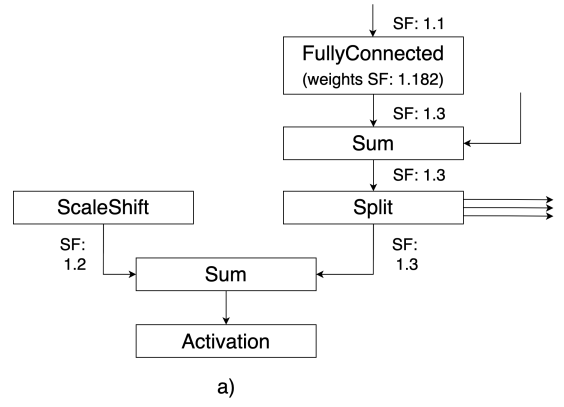 SF: 1.1
FullyConnected
(weights SF: 1.182)
SF: 1.3
Sum
SF: 1.3
ScaleShift
Split
SF:
1.2
SF:
1.3
Sum
Activation
a)